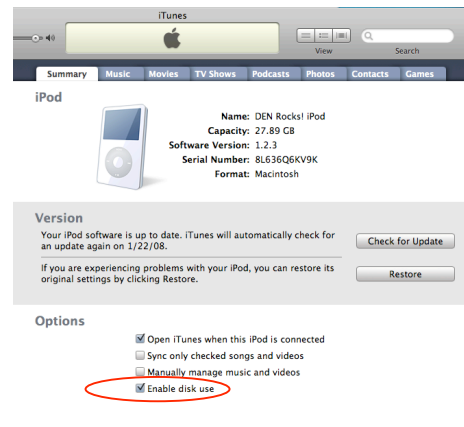 iTunes
View
Search
Summary Music Movies TV Shows Podcasts Photos Contacts Games
iPod
Name: DEN Rocks! iPod
Capacity: 27.89 GB
Software Version: 1.2.3
Serial Number: 8L636Q6KV9K
Format: Macintosh
Version
Your iPod software is up to date. iTunes will automatically check for
an update again on 1/22/08.
Check for Update
If you are experiencing problems with your iPod, you can restore its
original settings by clicking Restore.
Restore
Options
Open iTunes when this iPod is connected
Sync only checked songs and videos
Manually manage music and videos
Enable disk use